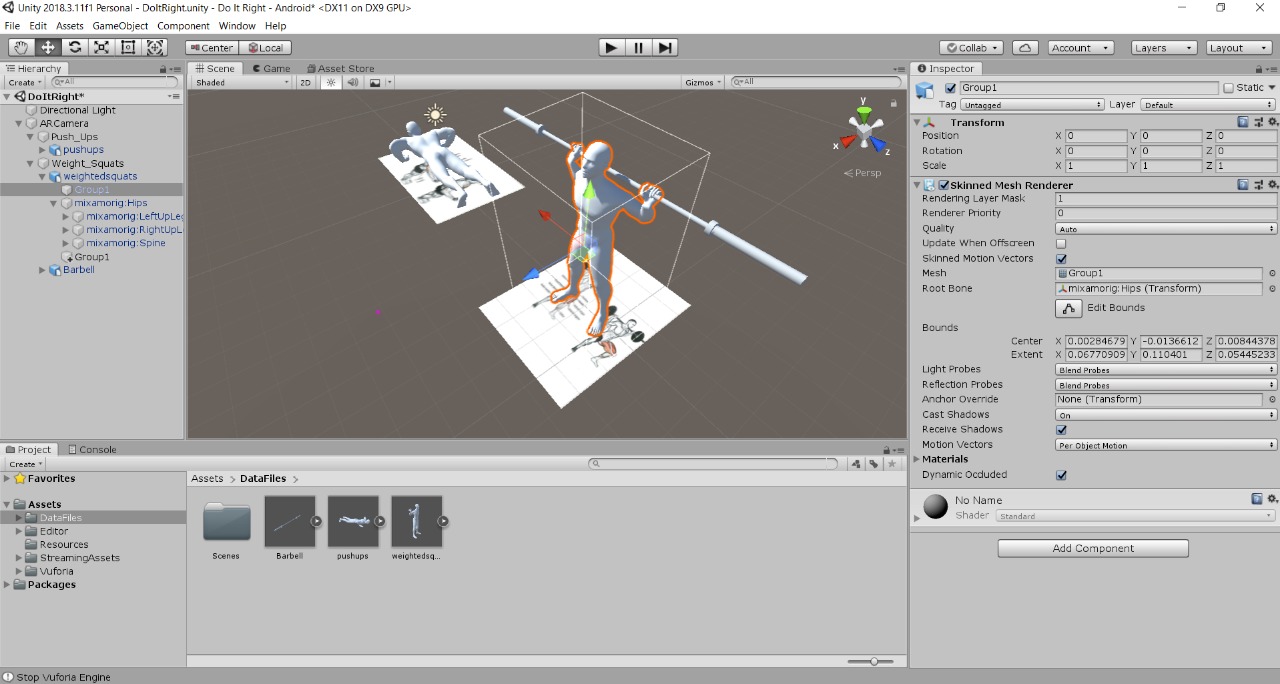 Unity 2018.3.11f1 Personal - DoItRight.unity - Do It Right - Android* <DX11 on DX9 GPU>
File Edit Assets GameObject Component Window Help
Center Local Collab Account Layers Layout
Hierarchy
Create All
DoItRight*
Directional Light
ARCamera
Push_Ups
pushups
Weight_Squats
weightedsquats
Group1
mixamorig:Hips
mixamorig:LeftUpLe
mixamorig:RightUpL
mixamorig:Spine
Group1
Barbell
Scene Game Asset Store
Shaded 2D Gizmos All
y
x
z
Persp
Inspector
Group1 Static
Tag Untagged Layer Default
Transform
Position X 0 Y 0 Z 0
Rotation X 0 Y 0 Z 0
Scale X 1 Y 1 Z 1
Skinned Mesh Renderer
Rendering Layer Mask 1
Renderer Priority 0
Quality Auto
Update When Offscreen
Skinned Motion Vectors
Mesh Group1
Root Bone mixamorig:Hips (Transform)
Edit Bounds
Bounds
Center X 0.00284679 Y -0.0136612 Z 0.00844378
Extent X 0.06770909 Y 0.110401 Z 0.05445233
Light Probes Blend Probes
Reflection Probes Blend Probes
Anchor Override None (Transform)
Cast Shadows On
Receive Shadows
Motion Vectors Per Object Motion
Materials
Dynamic Occluded
No Name
Shader Standard
Add Component
Project Console
Create
Favorites
Assets
DataFiles
Editor
Resources
StreamingAssets
Vuforia
Packages
Assets > DataFiles >
Scenes Barbell pushups weightedsq...
Stop Vuforia Engine